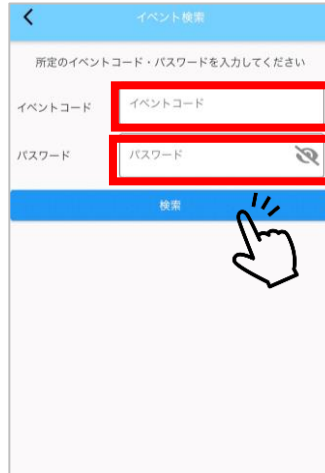 イベント検索
所定のイベントコード・パスワードを入力してください
イベントコード イベントコード
パスワード パスワード
検索